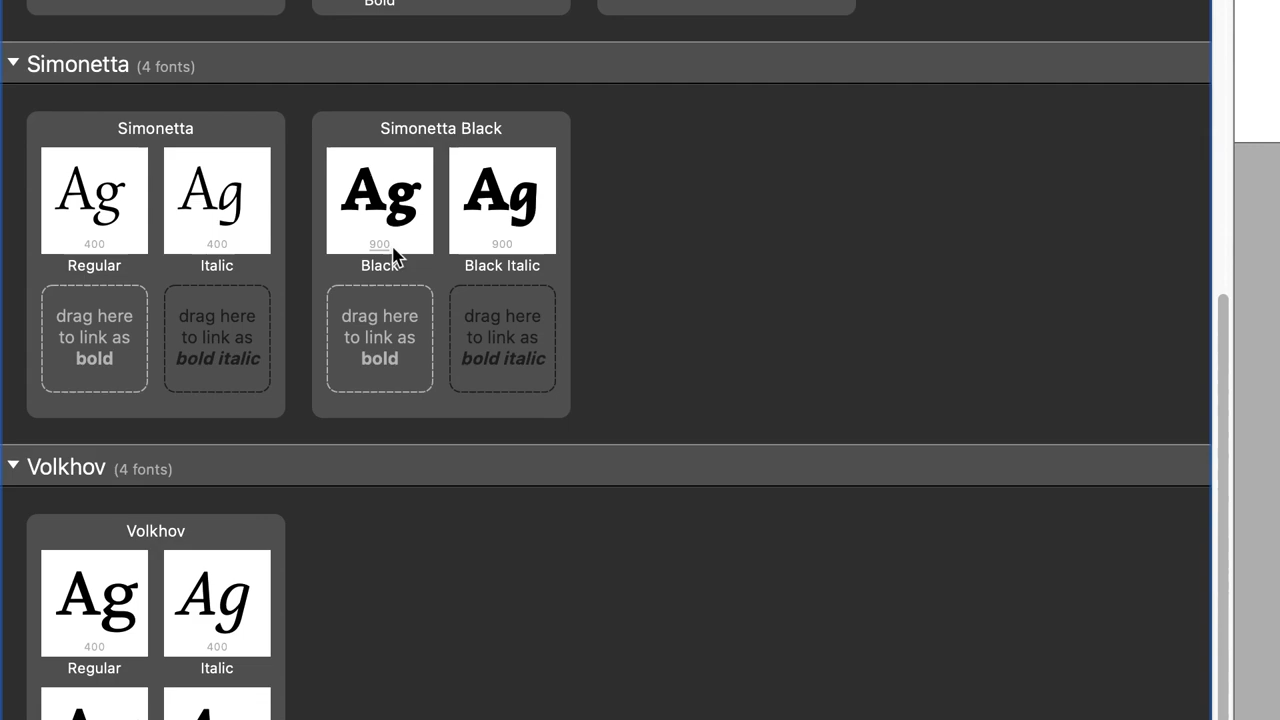 Bold
Simonetta (4 fonts)
Simonetta
Simonetta Black
Ag
Ag
Ag
Ag
400
400
900
900
Regular
Italic
Black
Black Italic
drag here
to link as
bold
drag here
to link as
bold italic
drag here
to link as
bold
drag here
to link as
bold italic
Volkhov (4 fonts)
Volkhov
Ag
Ag
400
400
Regular
Italic